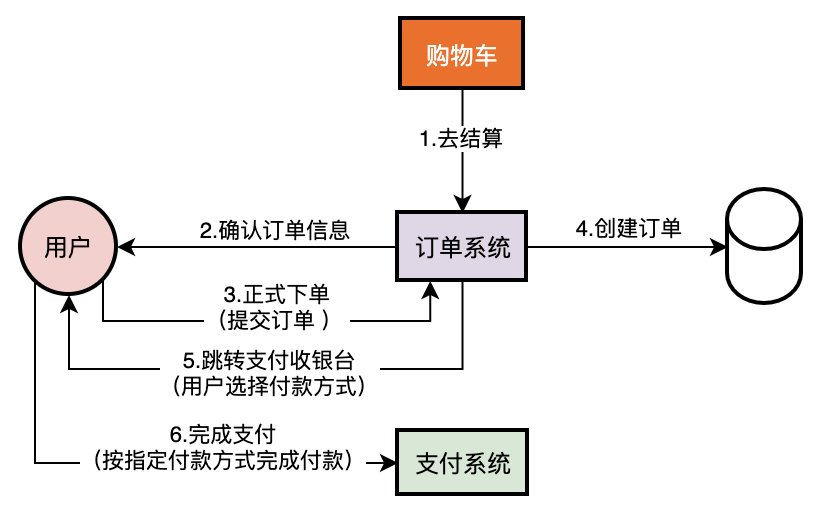 购物车
1.去结算
用户
2.确认订单信息
订单系统
4.创建订单
3.正式下单
（提交订单 ）
5.跳转支付收银台
（用户选择付款方式）
6.完成支付
（按指定付款方式完成付款）
支付系统